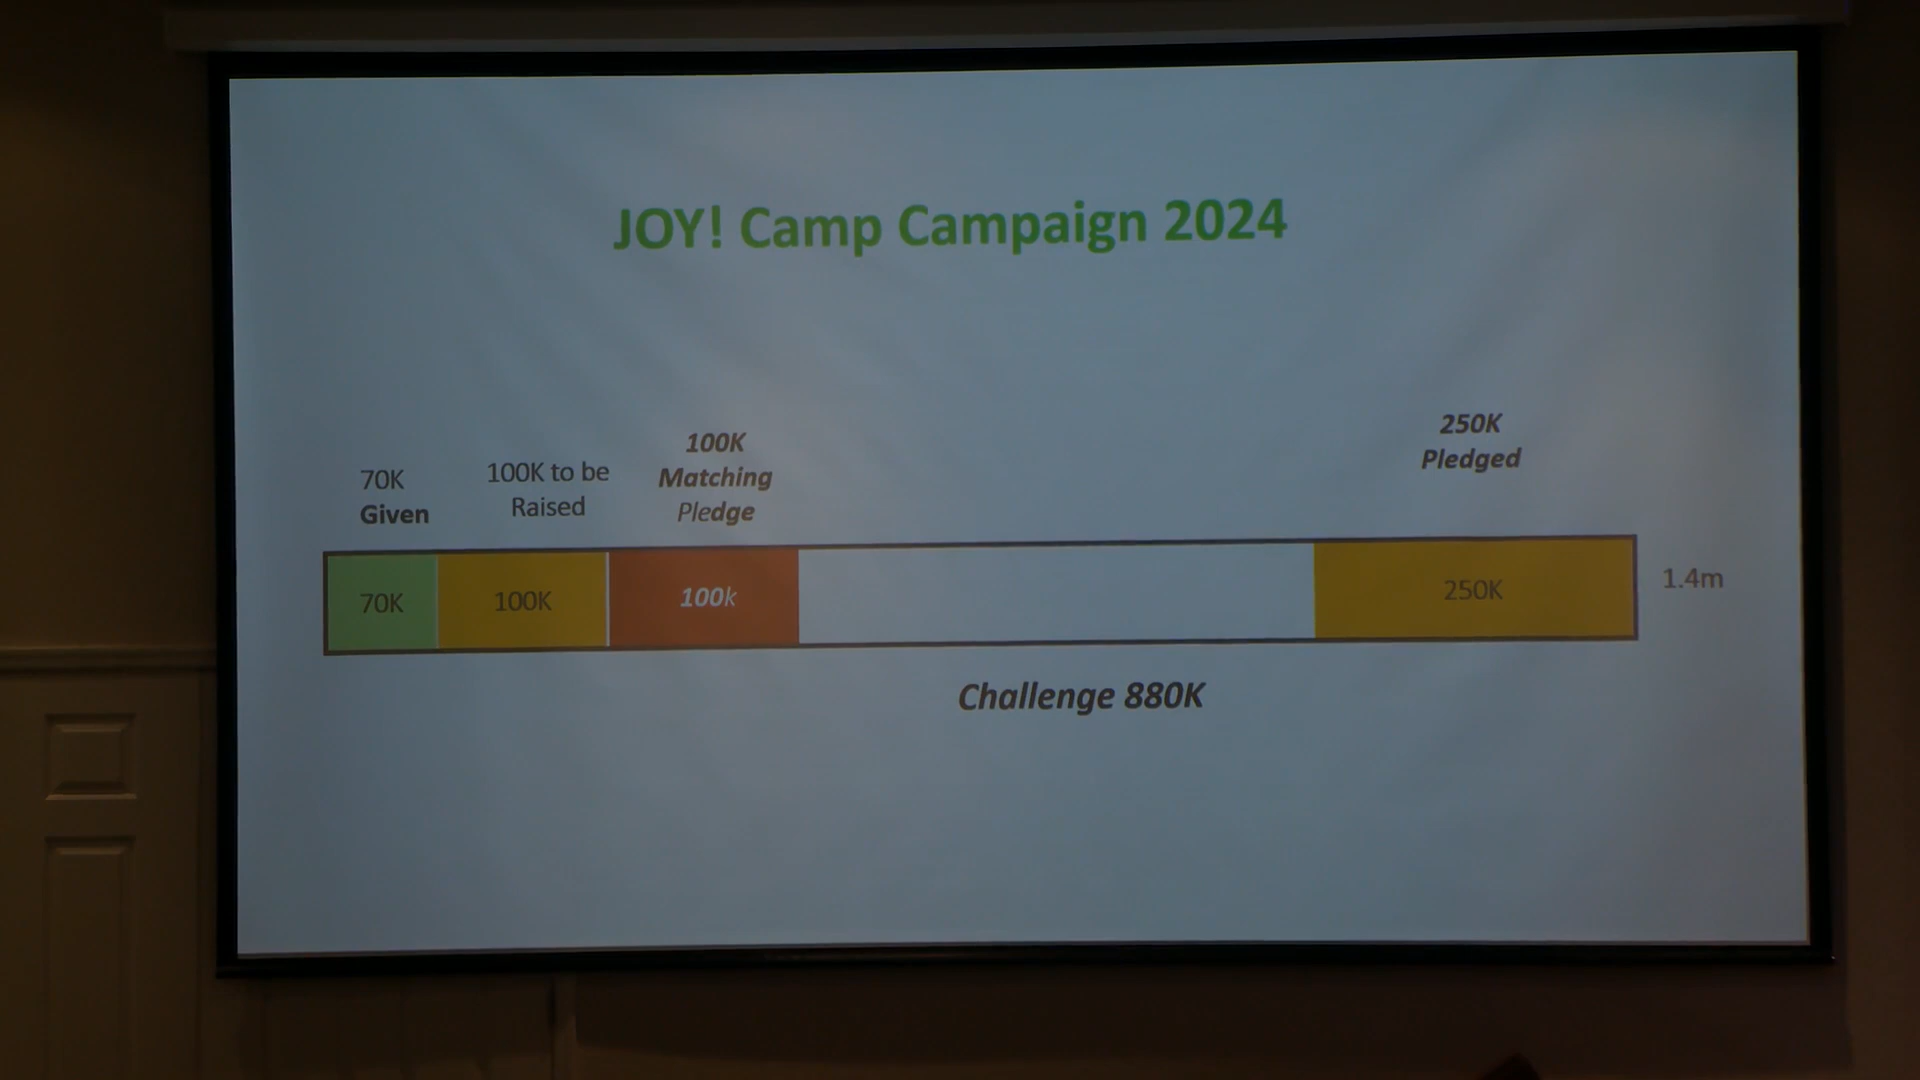 JOY! Camp Campaign 2024
70K
Given
100K to be
Raised
100K
Matching
Pledge
250K
Pledged
70K
100K
100k
250K
1.4m
Challenge 880K